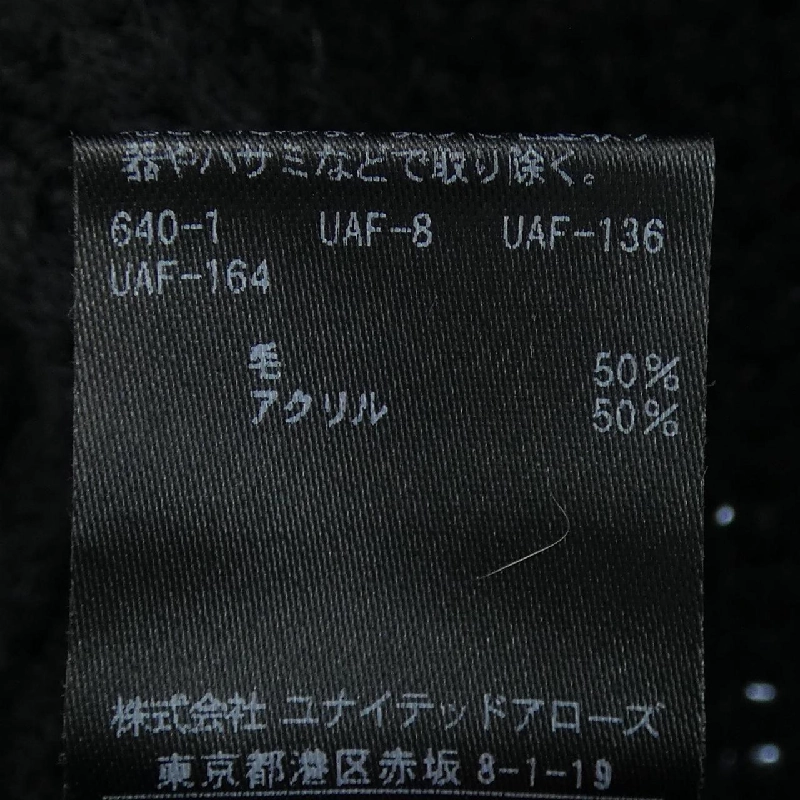 器やハサミなどで取り除く。
640-1 UAF-8 UAF-136
UAF-164
毛 50%
アクリル 50%
株式会社 ユナイテッドアローズ
東京都港区赤坂 8-1-19